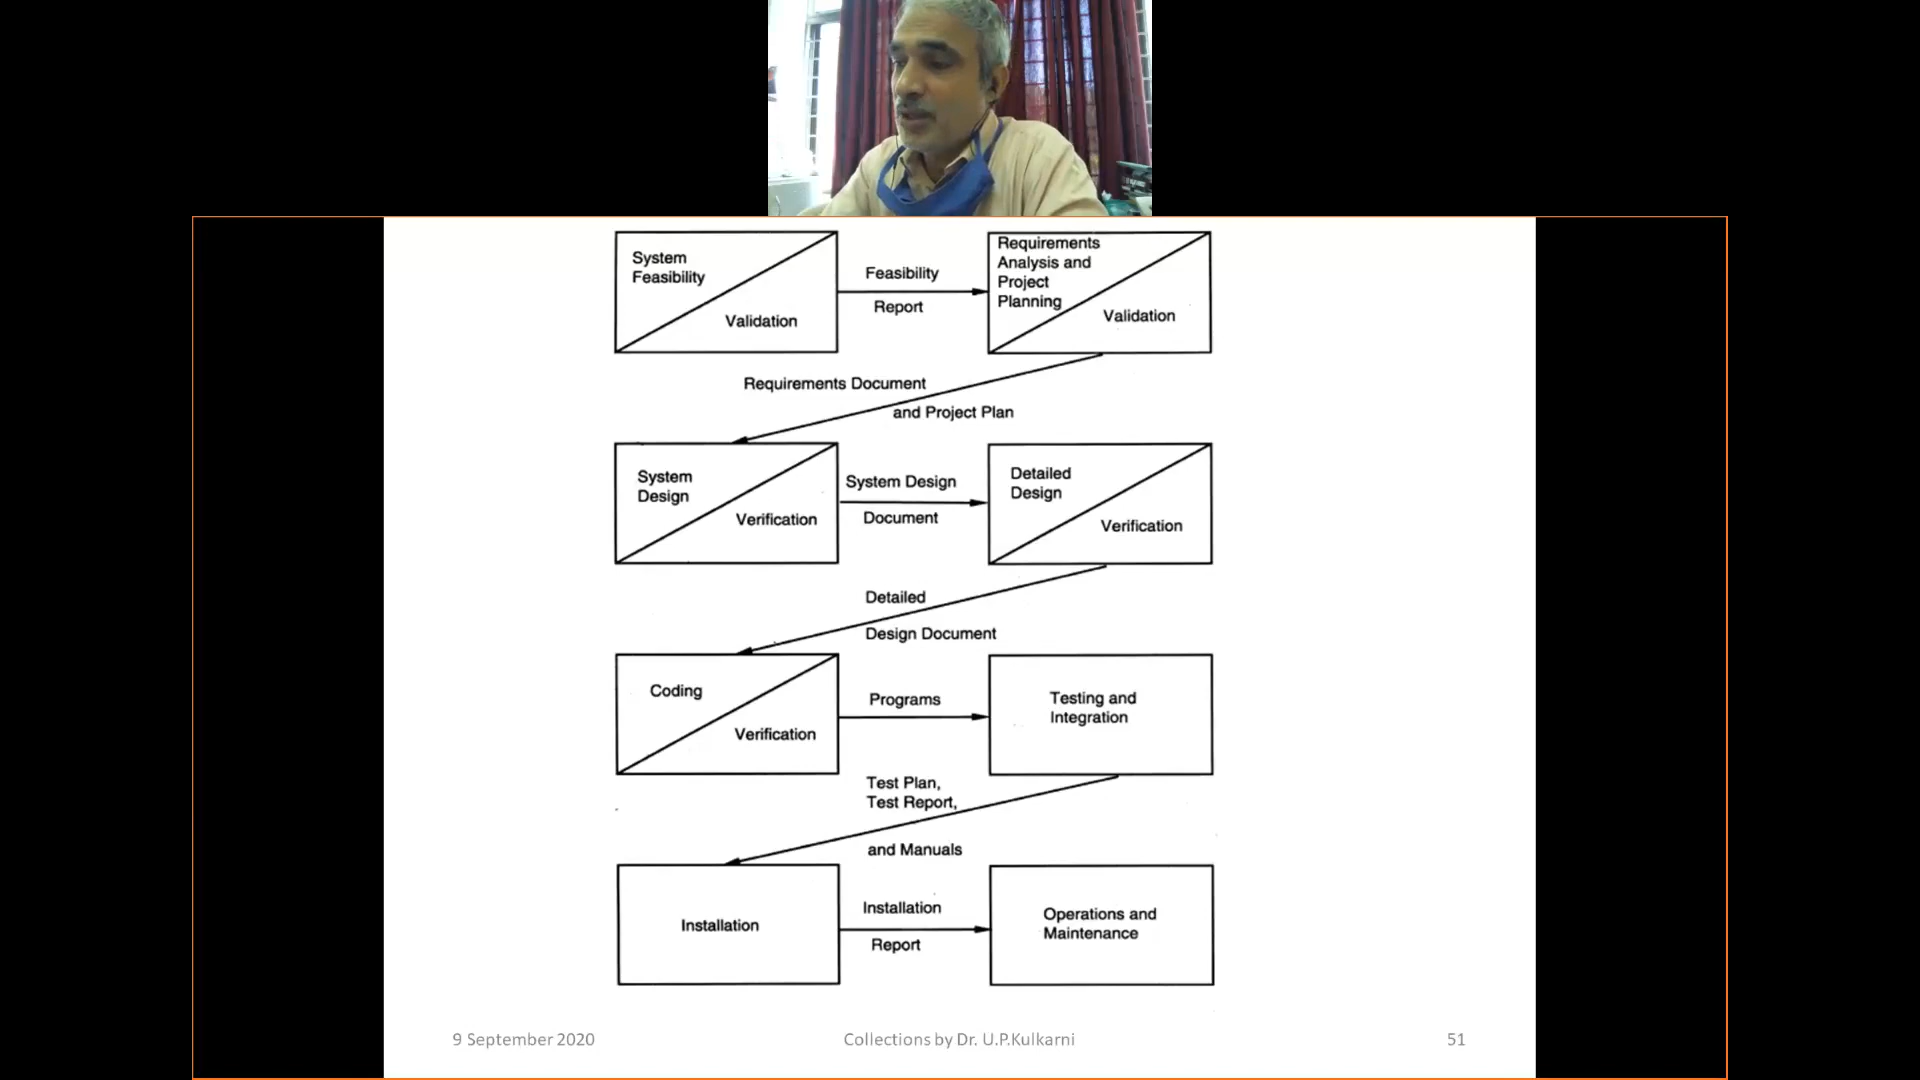 System
Feasibility
Validation
Feasibility
Report
Requirements
Analysis and
Project
Planning
Validation
Requirements Document
and Project Plan
System
Design
Verification
System Design
Document
Detailed
Design
Verification
Detailed
Design Document
Coding
Verification
Programs
Testing and
Integration
Test Plan,
Test Report,
and Manuals
Installation
Installation
Report
Operations and
Maintenance
9 September 2020
Collections by Dr. U.P.Kulkarni
51